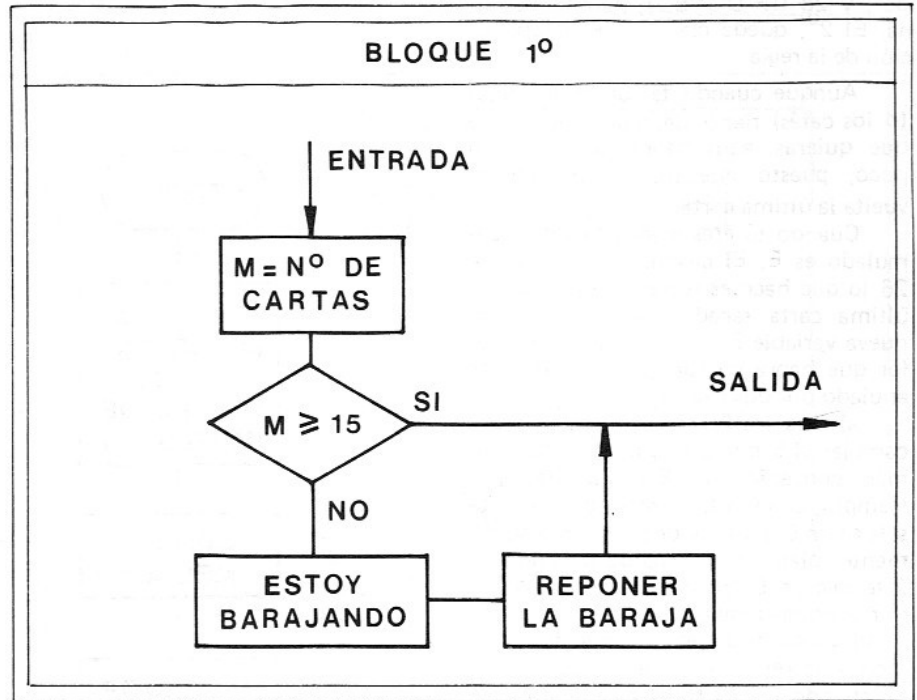 BLOQUE 1º
ENTRADA
M = Nº DE
CARTAS
SALIDA
SI
M ⩾ 15
NO
ESTOY
BARAJANDO
REPONER
LA BARAJA